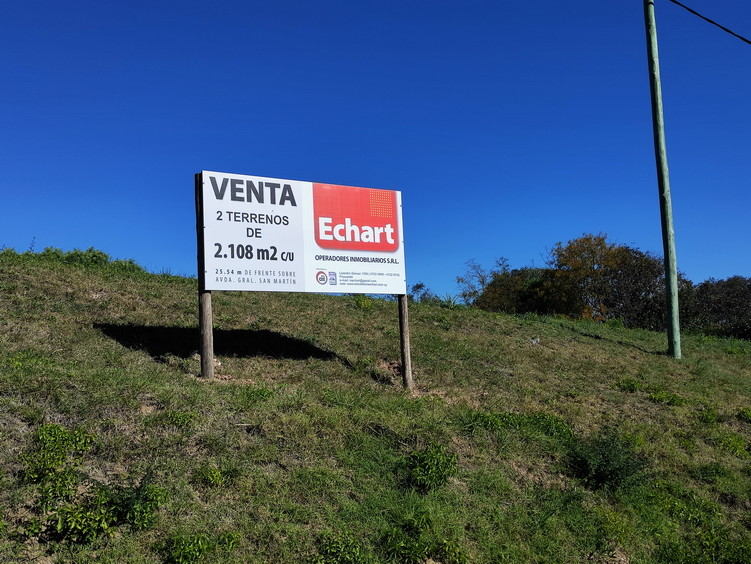 VENTA
2 TERRENOS
DE
2.108 m2 C/U
25.54 m DE FRENTE SOBRE
AVDA. GRAL. SAN MARTÍN
Echart
OPERADORES INMOBILIARIOS S.R.L.
Paysandú